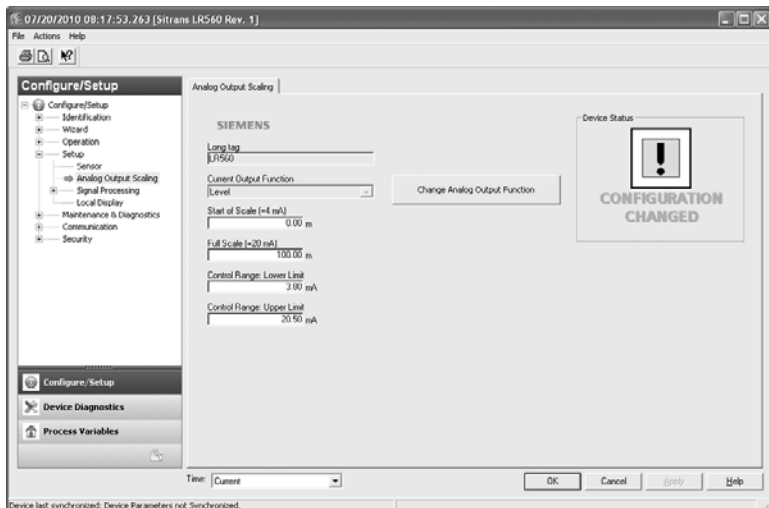 07/20/2010 08:17:53.263 [Sitrans LR560 Rev. 1]
File Actions Help
Configure/Setup
Configure/Setup
Identification
Wizard
Operation
Setup
Sensor
Analog Output Scaling
Signal Processing
Local Display
Maintenance & Diagnostics
Communication
Security
Configure/Setup
Device Diagnostics
Process Variables
Analog Output Scaling
SIEMENS
Long tag
LR560
Current Output Function
Level
Change Analog Output Function
Start of Scale (=4 mA)
0.00 m
Full Scale (=20 mA)
100.00 m
Control Range: Lower Limit
3.80 mA
Control Range: Upper Limit
20.50 mA
Device Status
!
CONFIGURATION
CHANGED
Time: Current
OK Cancel Apply Help
Device last synchronized: Device Parameters not Synchronized.